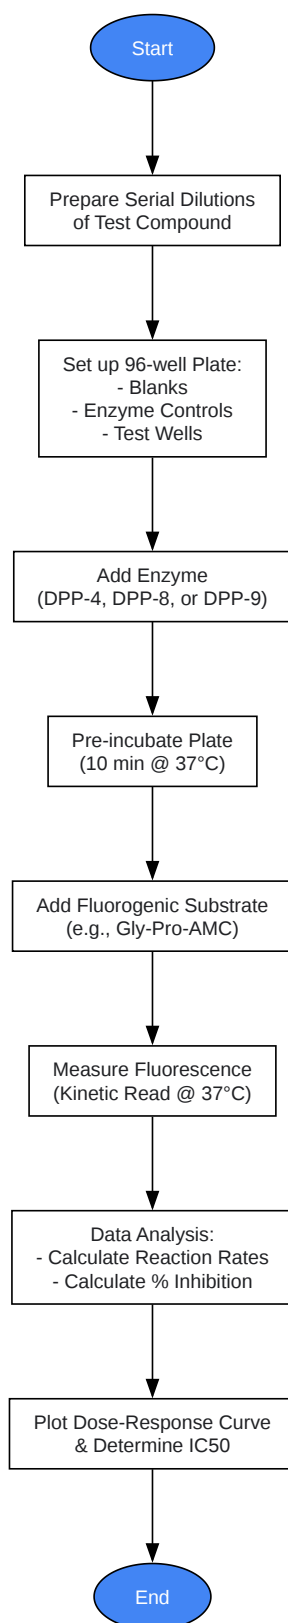 Start
Prepare Serial Dilutions
of Test Compound
Set up 96-well Plate:
- Blanks
- Enzyme Controls
- Test Wells
Add Enzyme
(DPP-4, DPP-8, or DPP-9)
Pre-incubate Plate
(10 min @ 37°C)
Add Fluorogenic Substrate
(e.g., Gly-Pro-AMC)
Measure Fluorescence
(Kinetic Read @ 37°C)
Data Analysis:
- Calculate Reaction Rates
- Calculate % Inhibition
Plot Dose-Response Curve
& Determine IC50
End